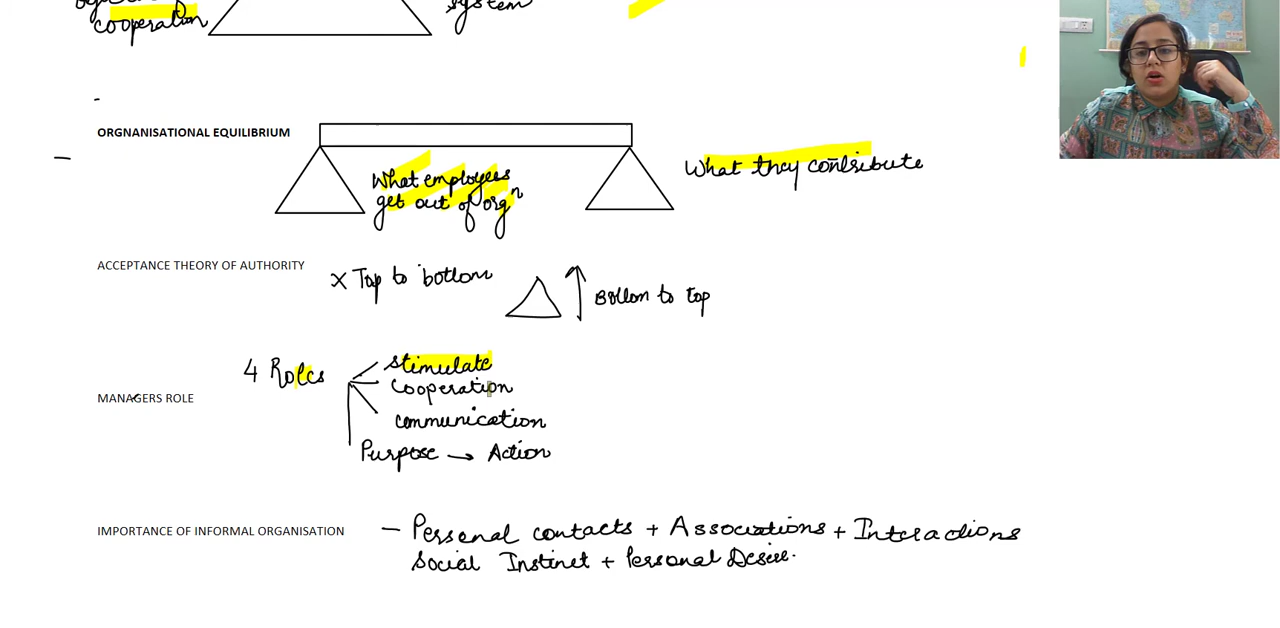 cooperation
system
ORGNANISATIONAL EQUILIBRIUM
What employees
get out of orgⁿ
What they contribute
ACCEPTANCE THEORY OF AUTHORITY
x Top to bottom
Bottom to top
MANAGERS ROLE
4 Roles
stimulate
cooperation
communication
Purpose → Action
IMPORTANCE OF INFORMAL ORGANISATION
- Personal contacts + Associations + Interactions
Social Instinct + Personal Desire.